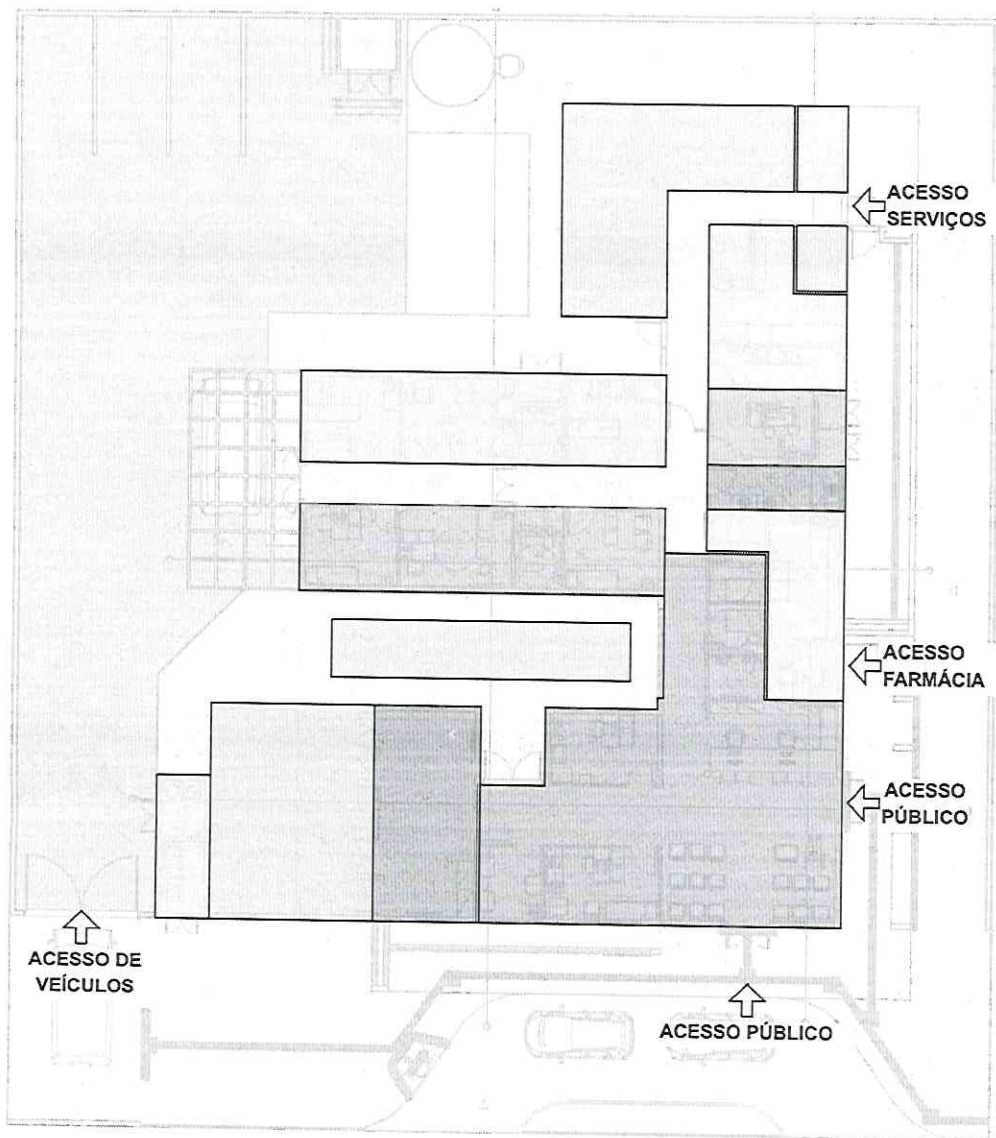 ACESSO
SERVIÇOS
ACESSO
FARMÁCIA
ACESSO
PÚBLICO
ACESSO DE
VEÍCULOS
ACESSO PÚBLICO